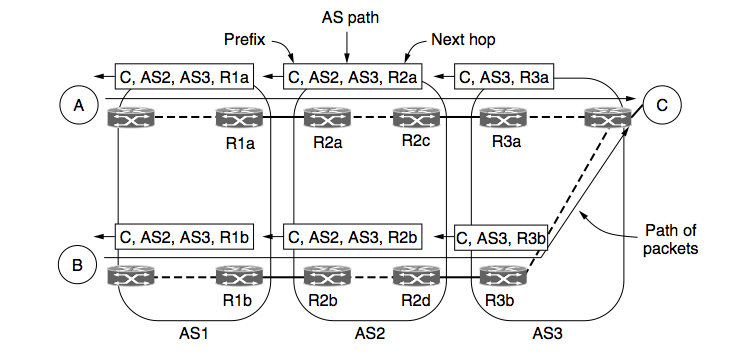 AS path
Prefix
Next hop
C, AS2, AS3, R1a
C, AS2, AS3, R2a
C, AS3, R3a
A
C
R1a
R2a
R2c
R3a
C, AS2, AS3, R1b
C, AS2, AS3, R2b
C, AS3, R3b
Path of
packets
B
R1b
R2b
R2d
R3b
AS1
AS2
AS3